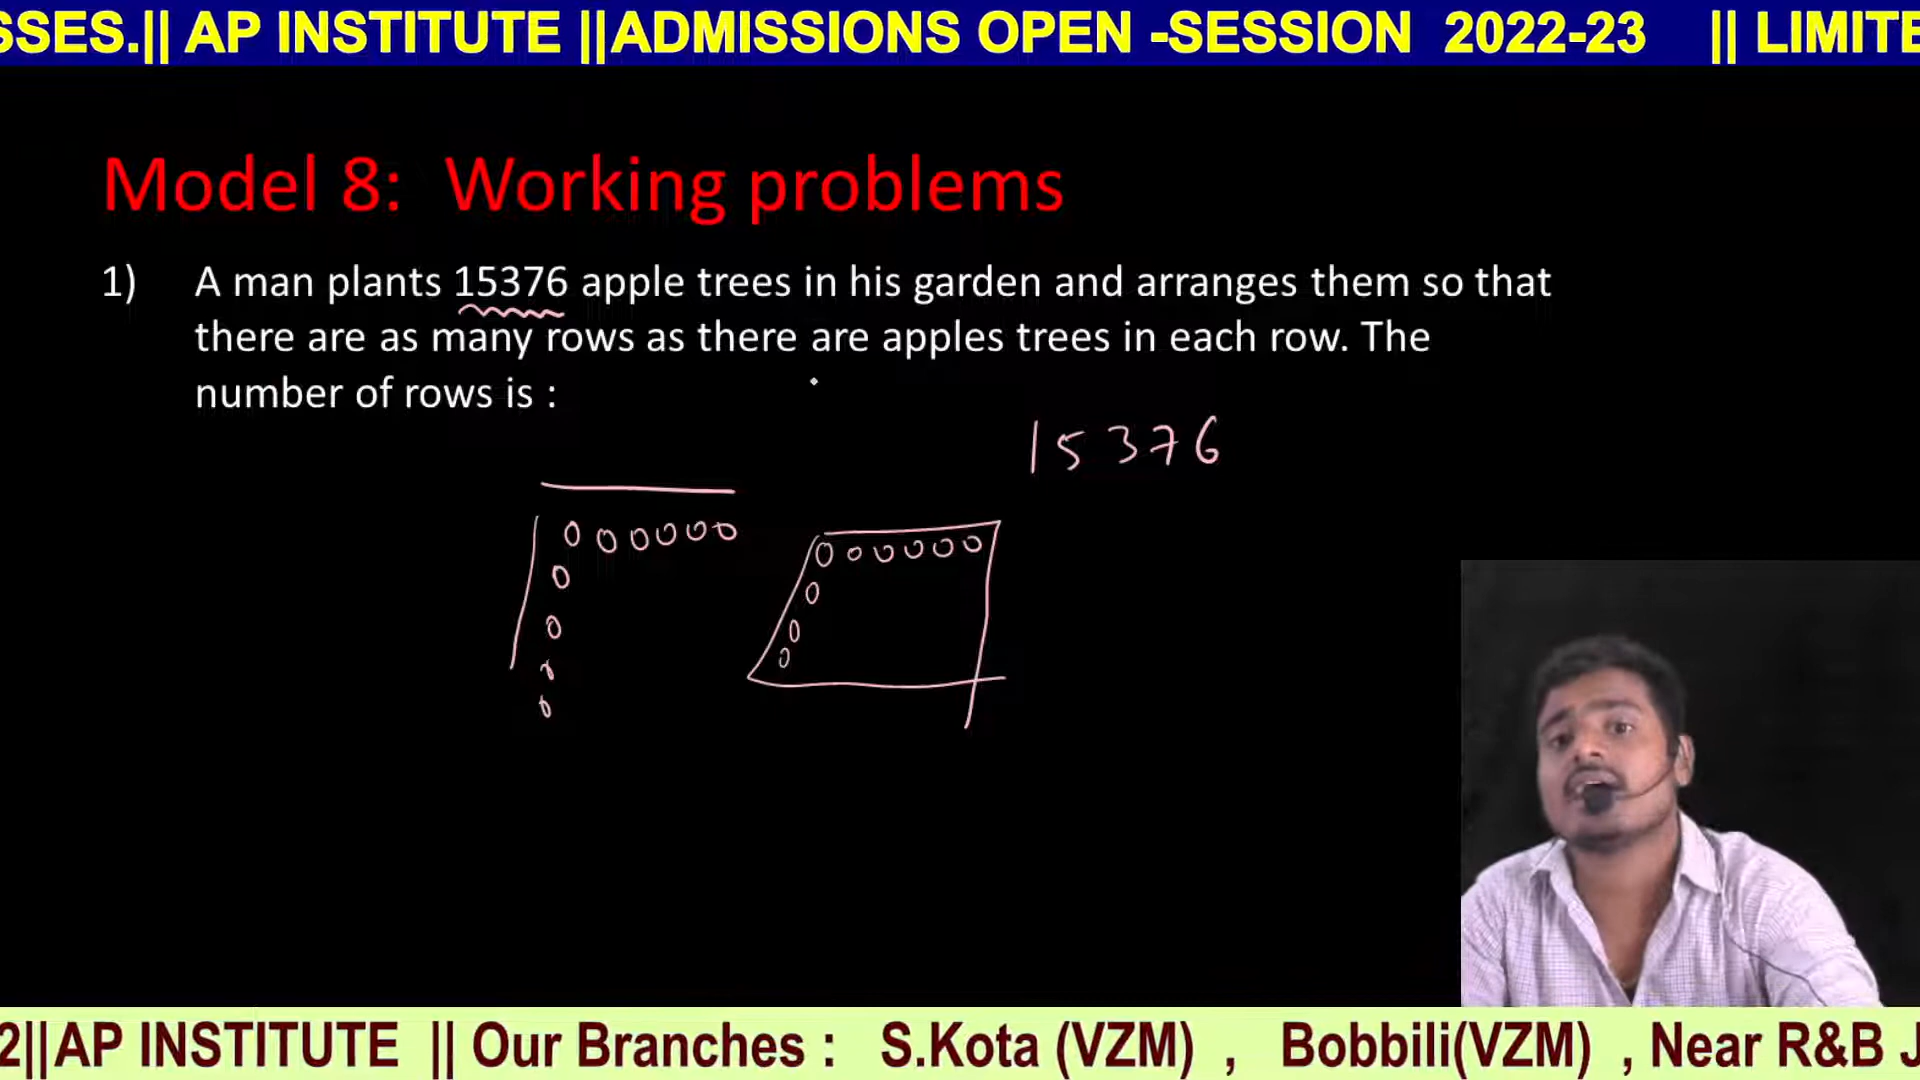 SSES.|| AP INSTITUTE ||ADMISSIONS OPEN -SESSION 2022-23 || LIMITE
Model 8: Working problems
1) A man plants 15376 apple trees in his garden and arranges them so that
there are as many rows as there are apples trees in each row. The
number of rows is :
15376
2||AP INSTITUTE || Our Branches : S.Kota (VZM) , Bobbili(VZM) , Near R&B J